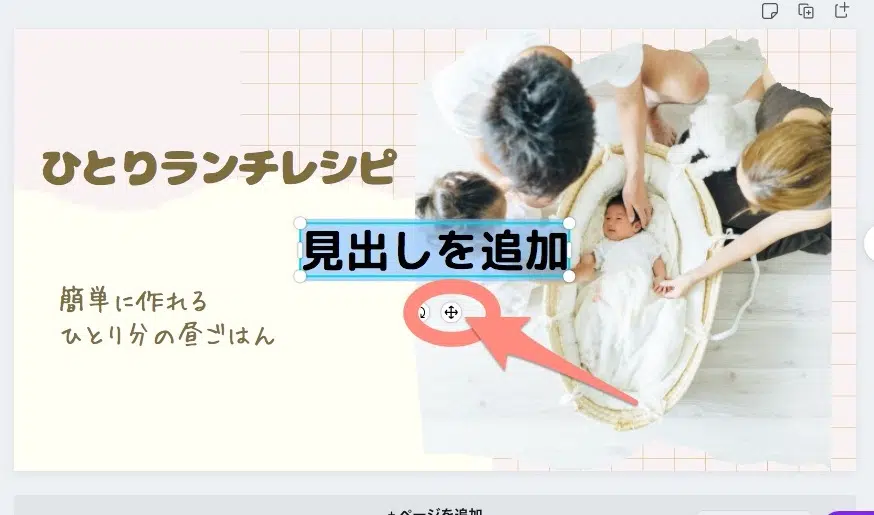 ひとりランチレシピ
見出しを追加
簡単に作れる
ひとり分の昼ごはん
+ ページを追加